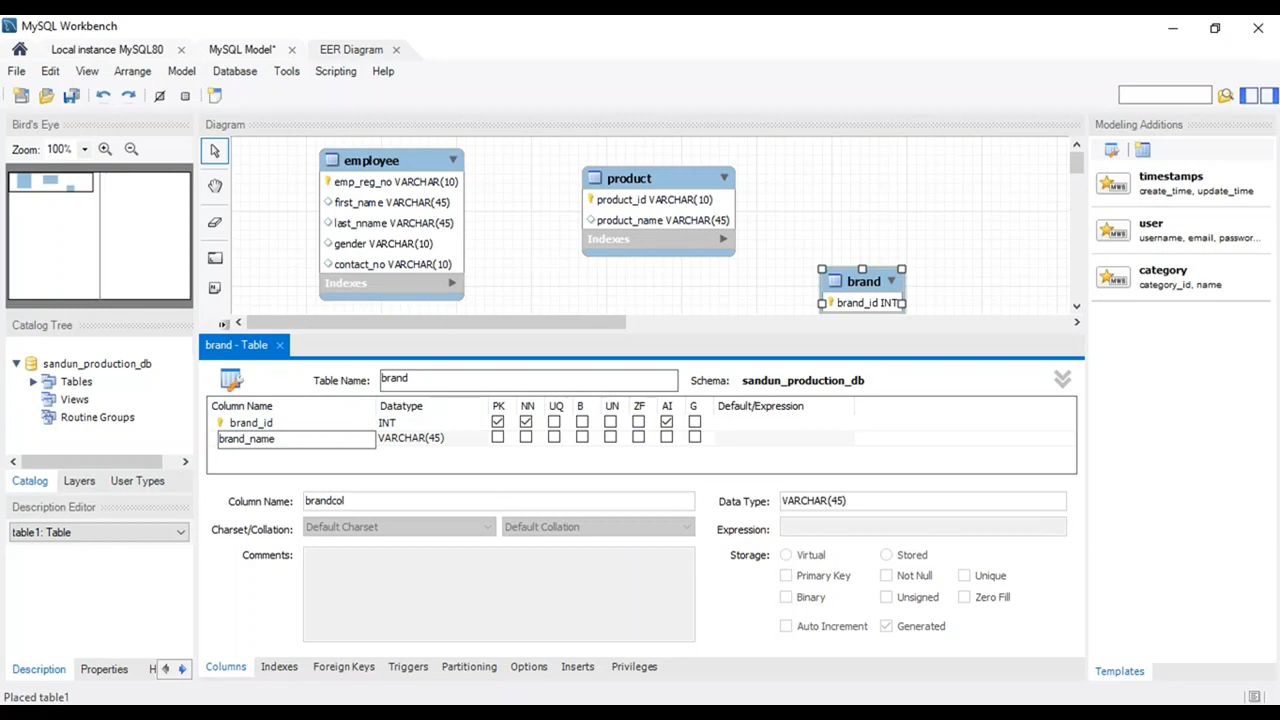 MySQL Workbench
Local instance MySQL80
MySQL Model*
EER Diagram
File Edit View Arrange Model Database Tools Scripting Help
Bird's Eye
Diagram
Modeling Additions
Zoom: 100%
employee
emp_reg_no VARCHAR(10)
first_name VARCHAR(45)
last_nname VARCHAR(45)
gender VARCHAR(10)
contact_no VARCHAR(10)
Indexes
product
product_id VARCHAR(10)
product_name VARCHAR(45)
Indexes
brand
brand_id INT
timestamps
create_time, update_time
user
username, email, passwor...
category
category_id, name
Catalog Tree
sandun_production_db
Tables
Views
Routine Groups
Catalog Layers User Types
Description Editor
table1: Table
Description Properties H
brand - Table
Table Name: brand
Schema: sandun_production_db
Column Name Datatype PK NN UQ B UN ZF AI G Default/Expression
brand_id INT
brand_name VARCHAR(45)
Column Name: brandcol
Data Type: VARCHAR(45)
Charset/Collation: Default Charset Default Collation
Expression:
Comments:
Storage: Virtual Stored
Primary Key Not Null Unique
Binary Unsigned Zero Fill
Auto Increment Generated
Columns Indexes Foreign Keys Triggers Partitioning Options Inserts Privileges
Templates
Placed table1